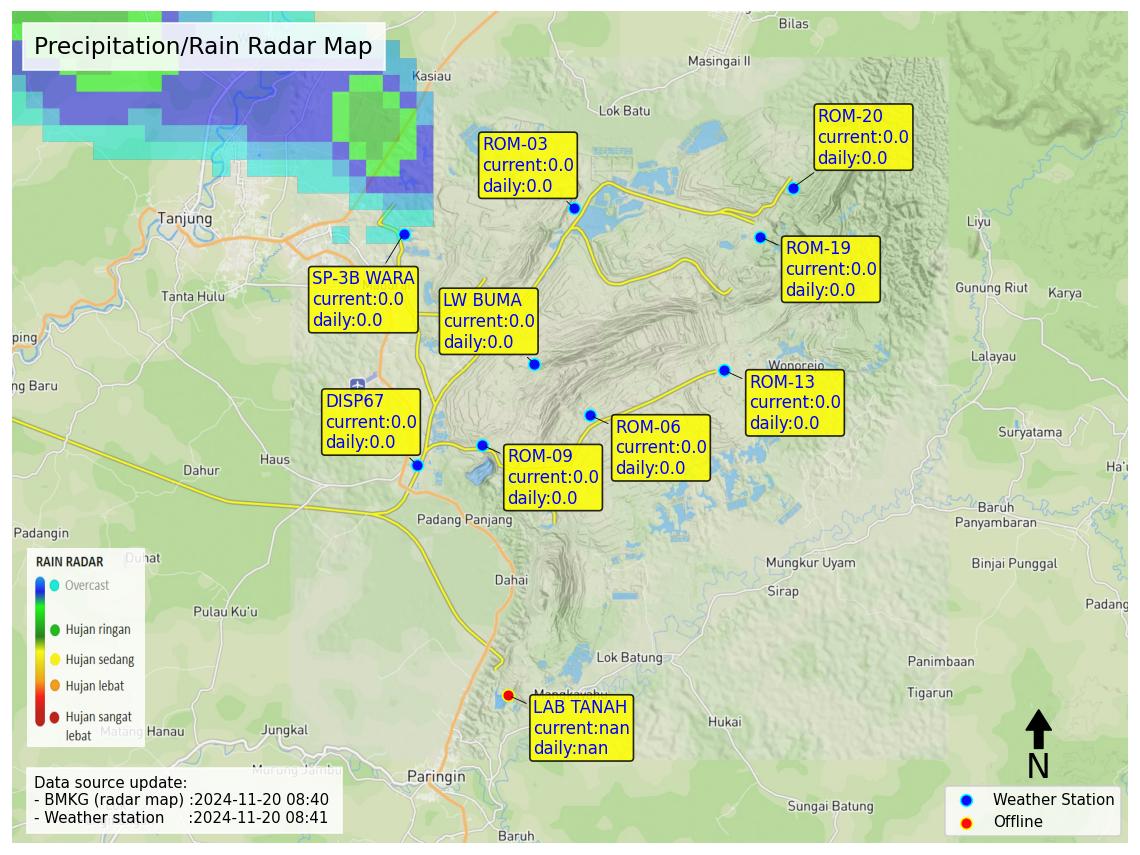 Precipitation/Rain Radar Map
Bilas
Masingai II
Kasiau
Lok Batu
ROM-20
current:0.0
daily:0.0
ROM-03
current:0.0
daily:0.0
Tanjung
Liyu
ROM-19
current:0.0
daily:0.0
SP-3B WARA
current:0.0
daily:0.0
LW BUMA
current:0.0
daily:0.0
Tanta Hulu
Gunung Riut
Karya
ping
Lalayau
Wonorejo
ng Baru
ROM-13
current:0.0
daily:0.0
DISP67
current:0.0
daily:0.0
ROM-06
current:0.0
daily:0.0
Suryatama
ROM-09
current:0.0
daily:0.0
Haus
Dahur
Ha'u
Baruh
Panyambaran
Padang Panjang
Padangin
Duhat
Mungkur Uyam
Binjai Punggal
Dahai
Sirap
Padang
Pulau Ku'u
RAIN RADAR
Overcast
Hujan ringan
Hujan sedang
Hujan lebat
Hujan sangat
lebat
Lok Batung
Panimbaan
Tigarun
LAB TANAH
current:nan
daily:nan
Hukai
Matang Hanau
Jungkal
Paringin
Data source update:
- BMKG (radar map) :2024-11-20 08:40
- Weather station :2024-11-20 08:41
N
Sungai Batung
Baruh
Weather Station
Offline